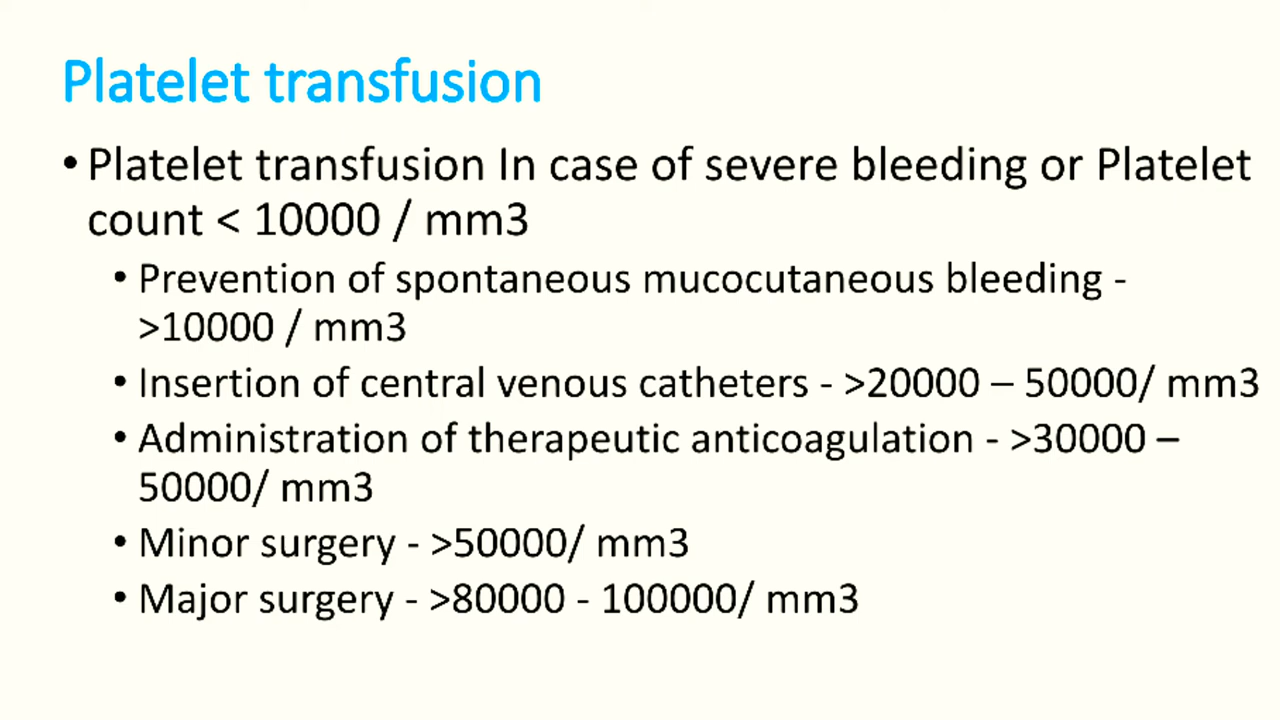 Platelet transfusion
• Platelet transfusion In case of severe bleeding or Platelet
count < 10000 / mm3
• Prevention of spontaneous mucocutaneous bleeding -
>10000 / mm3
• Insertion of central venous catheters - >20000 – 50000/ mm3
• Administration of therapeutic anticoagulation - >30000 –
50000/ mm3
• Minor surgery - >50000/ mm3
• Major surgery - >80000 - 100000/ mm3